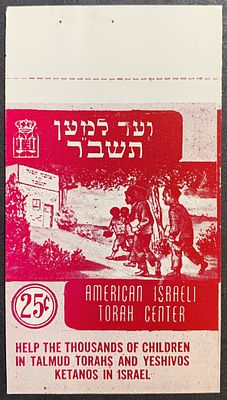 ועד למען
תשב"ר
25¢
AMERICAN ISRAELI
TORAH CENTER
HELP THE THOUSANDS OF CHILDREN
IN TALMUD TORAHS AND YESHIVOS
KETANOS IN ISRAEL